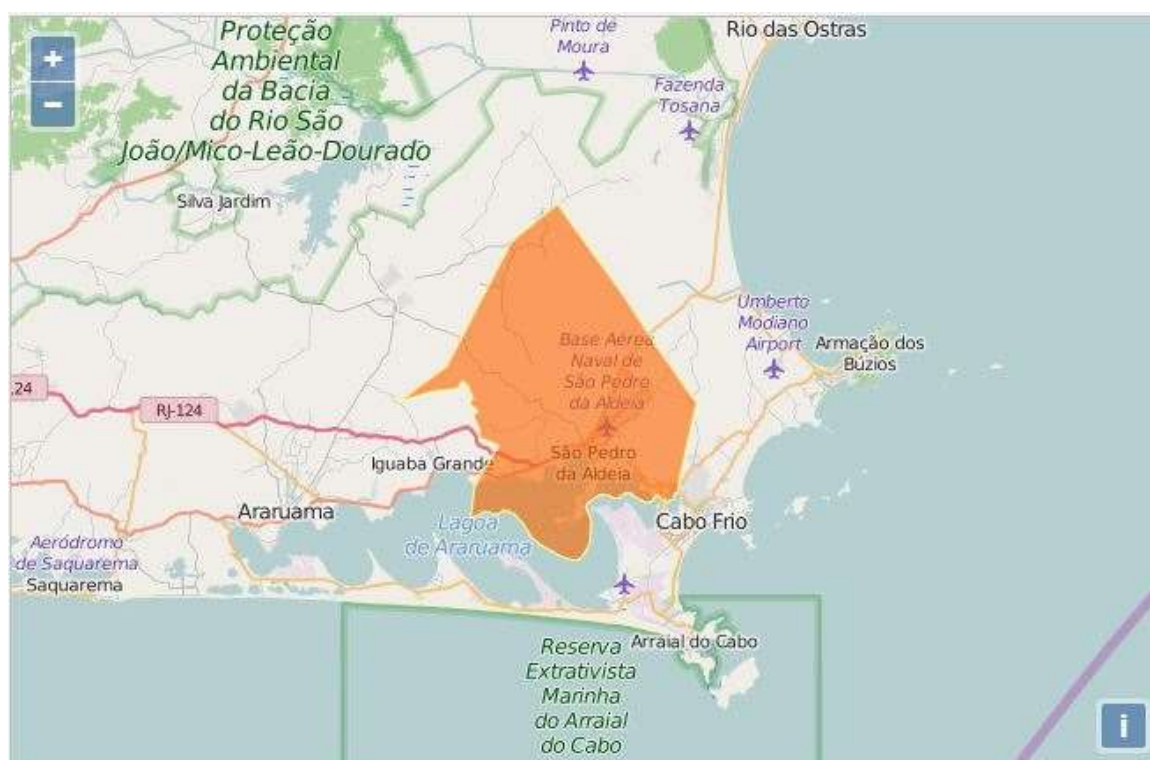 Proteção
Ambiental
da Bacia
do Rio São
João/Mico-Leão-Dourado
Pinto de
Moura
Rio das Ostras
Fazenda
Tosana
+
−
Silva Jardim
Umberto
Modiano
Airport
Armação dos
Búzios
Base Aérea
Naval de
São Pedro
da Aldeia
.24
RJ-124
Iguaba Grande
São Pedro
da Aldeia
Araruama
Lagoa
de Araruama
Cabo Frio
Aeródromo
de Saquarema
Saquarema
Arraial do Cabo
Reserva
Extrativista
Marinha
do Arraial
do Cabo
i